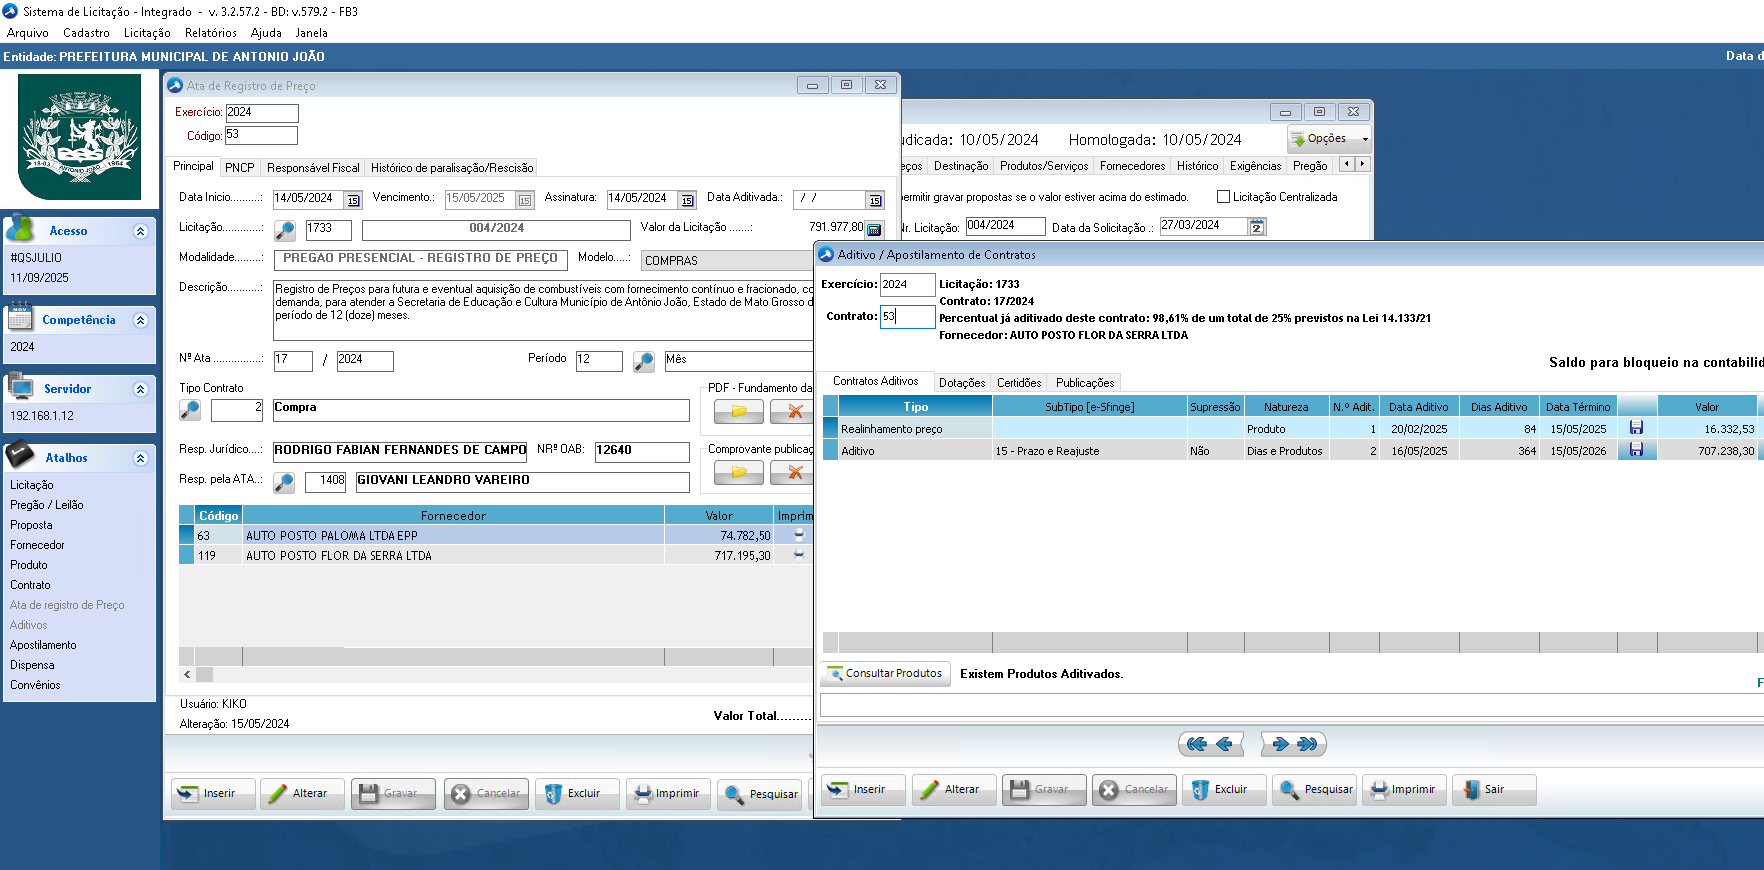 Sistema de Licitação - Integrado - v. 3.2.57.2 - BD: v.579.2 - FB3
Arquivo Cadastro Licitação Relatórios Ajuda Janela
Entidade: PREFEITURA MUNICIPAL DE ANTONIO JOÃO
Data d
18-03 ANTONIO JOÃO 1964
Acesso
#QSJULIO
11/09/2025
Competência
2024
Servidor
192.168.1.12
Atalhos
Licitação
Pregão / Leilão
Proposta
Fornecedor
Produto
Contrato
Ata de registro de Preço
Aditivos
Apostilamento
Dispensa
Convênios
Ata de Registro de Preço
Exercício: 2024
Código: 53
Principal PNCP Responsável Fiscal Histórico de paralisação/Rescisão
Data Inicio..........: 14/05/2024 Vencimento.: 15/05/2025 Assinatura: 14/05/2024 Data Aditivada.: / /
Licitação.............: 1733 004/2024 Valor da Licitação .......: 791.977,80
Modalidade.........: PREGAO PRESENCIAL - REGISTRO DE PREÇO Modelo.....: COMPRAS
Descrição...........: Registro de Preços para futura e eventual aquisição de combustíveis com fornecimento contínuo e fracionado, co
demanda, para atender a Secretaria de Educação e Cultura Município de Antônio João, Estado de Mato Grosso d
período de 12 (doze) meses.
Nº Ata ................: 17 / 2024 Período 12 Mês
Tipo Contrato
2 Compra
PDF - Fundamento da
Resp. Jurídico....: RODRIGO FABIAN FERNANDES DE CAMPO NRº OAB: 12640
Comprovante publicaç
Resp. pela ATA..: 1408 GIOVANI LEANDRO VAREIRO
Código Fornecedor Valor Imprim
63 AUTO POSTO PALOMA LTDA EPP 74.782,50
119 AUTO POSTO FLOR DA SERRA LTDA 717.195,30
Usuário: KIKO
Alteração: 15/05/2024
Valor Total...........
Inserir Alterar Gravar Cancelar Excluir Imprimir Pesquisar
udicada: 10/05/2024 Homologada: 10/05/2024 Opções
eços Destinação Produtos/Serviços Fornecedores Histórico Exigências Pregão
ermitir gravar propostas se o valor estiver acima do estimado. Licitação Centralizada
Nr. Licitação: 004/2024 Data da Solicitação .: 27/03/2024
Aditivo / Apostilamento de Contratos
Exercício: 2024 Licitação: 1733
Contrato: 17/2024
Contrato: 53 Percentual já aditivado deste contrato: 98,61% de um total de 25% previstos na Lei 14.133/21
Fornecedor: AUTO POSTO FLOR DA SERRA LTDA
Saldo para bloqueio na contabilid
Contratos Aditivos Dotações Certidões Publicações
Tipo SubTipo [e-Sfinge] Supressão Natureza N.º Adit. Data Aditivo Dias Aditivo Data Término Valor
Realinhamento preço Produto 1 20/02/2025 84 15/05/2025 16.332,53
Aditivo 15 - Prazo e Reajuste Não Dias e Produtos 2 16/05/2025 364 15/05/2026 707.238,30
Consultar Produtos Existem Produtos Aditivados.
F
Inserir Alterar Gravar Cancelar Excluir Pesquisar Imprimir Sair